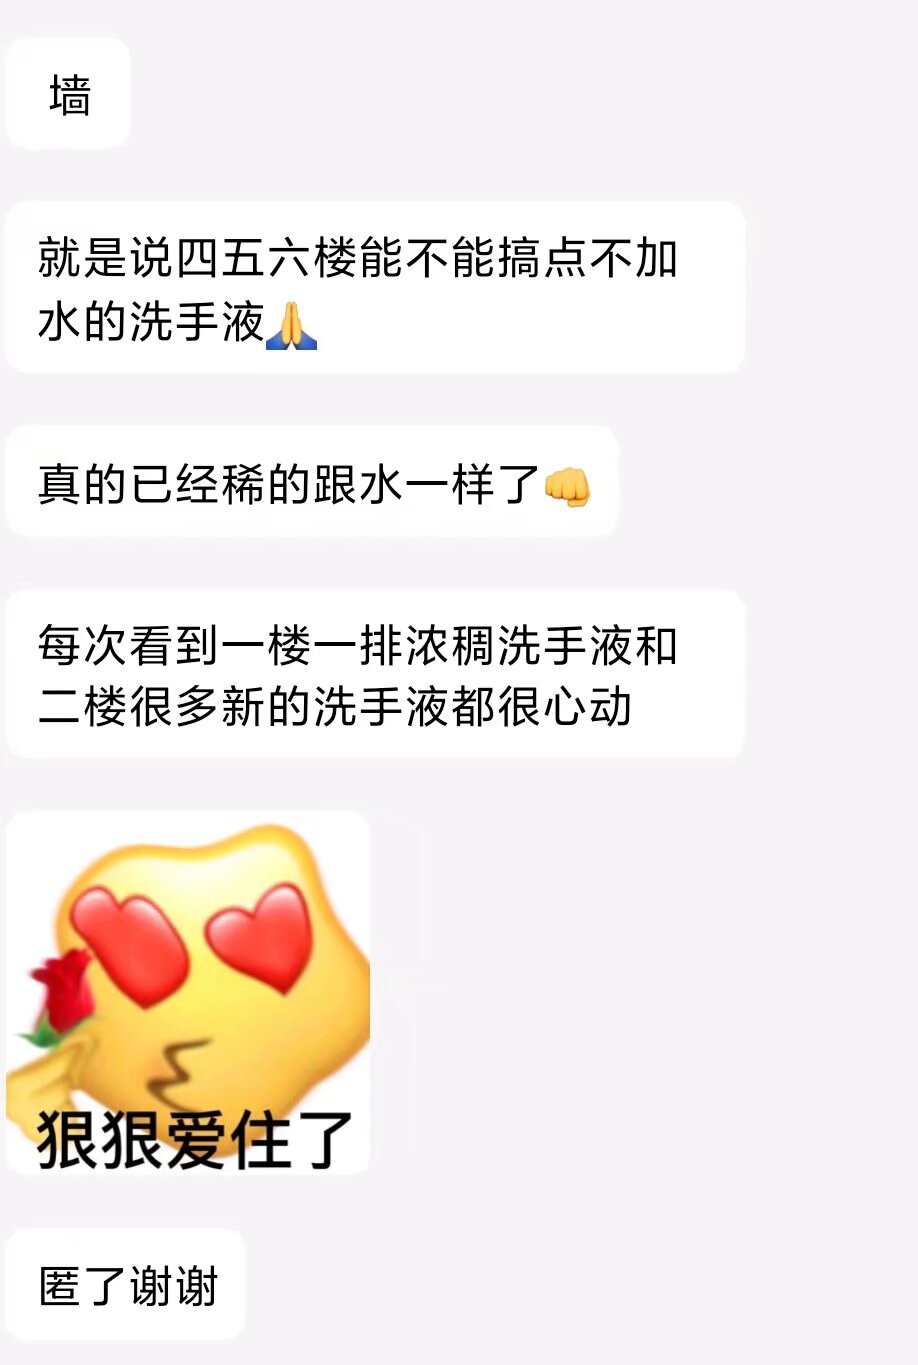 墙
就是说四五六楼能不能搞点不加
水的洗手液🙏
真的已经稀的跟水一样了👊
每次看到一楼一排浓稠洗手液和
二楼很多新的洗手液都很心动
狠狠爱住了
匿了谢谢